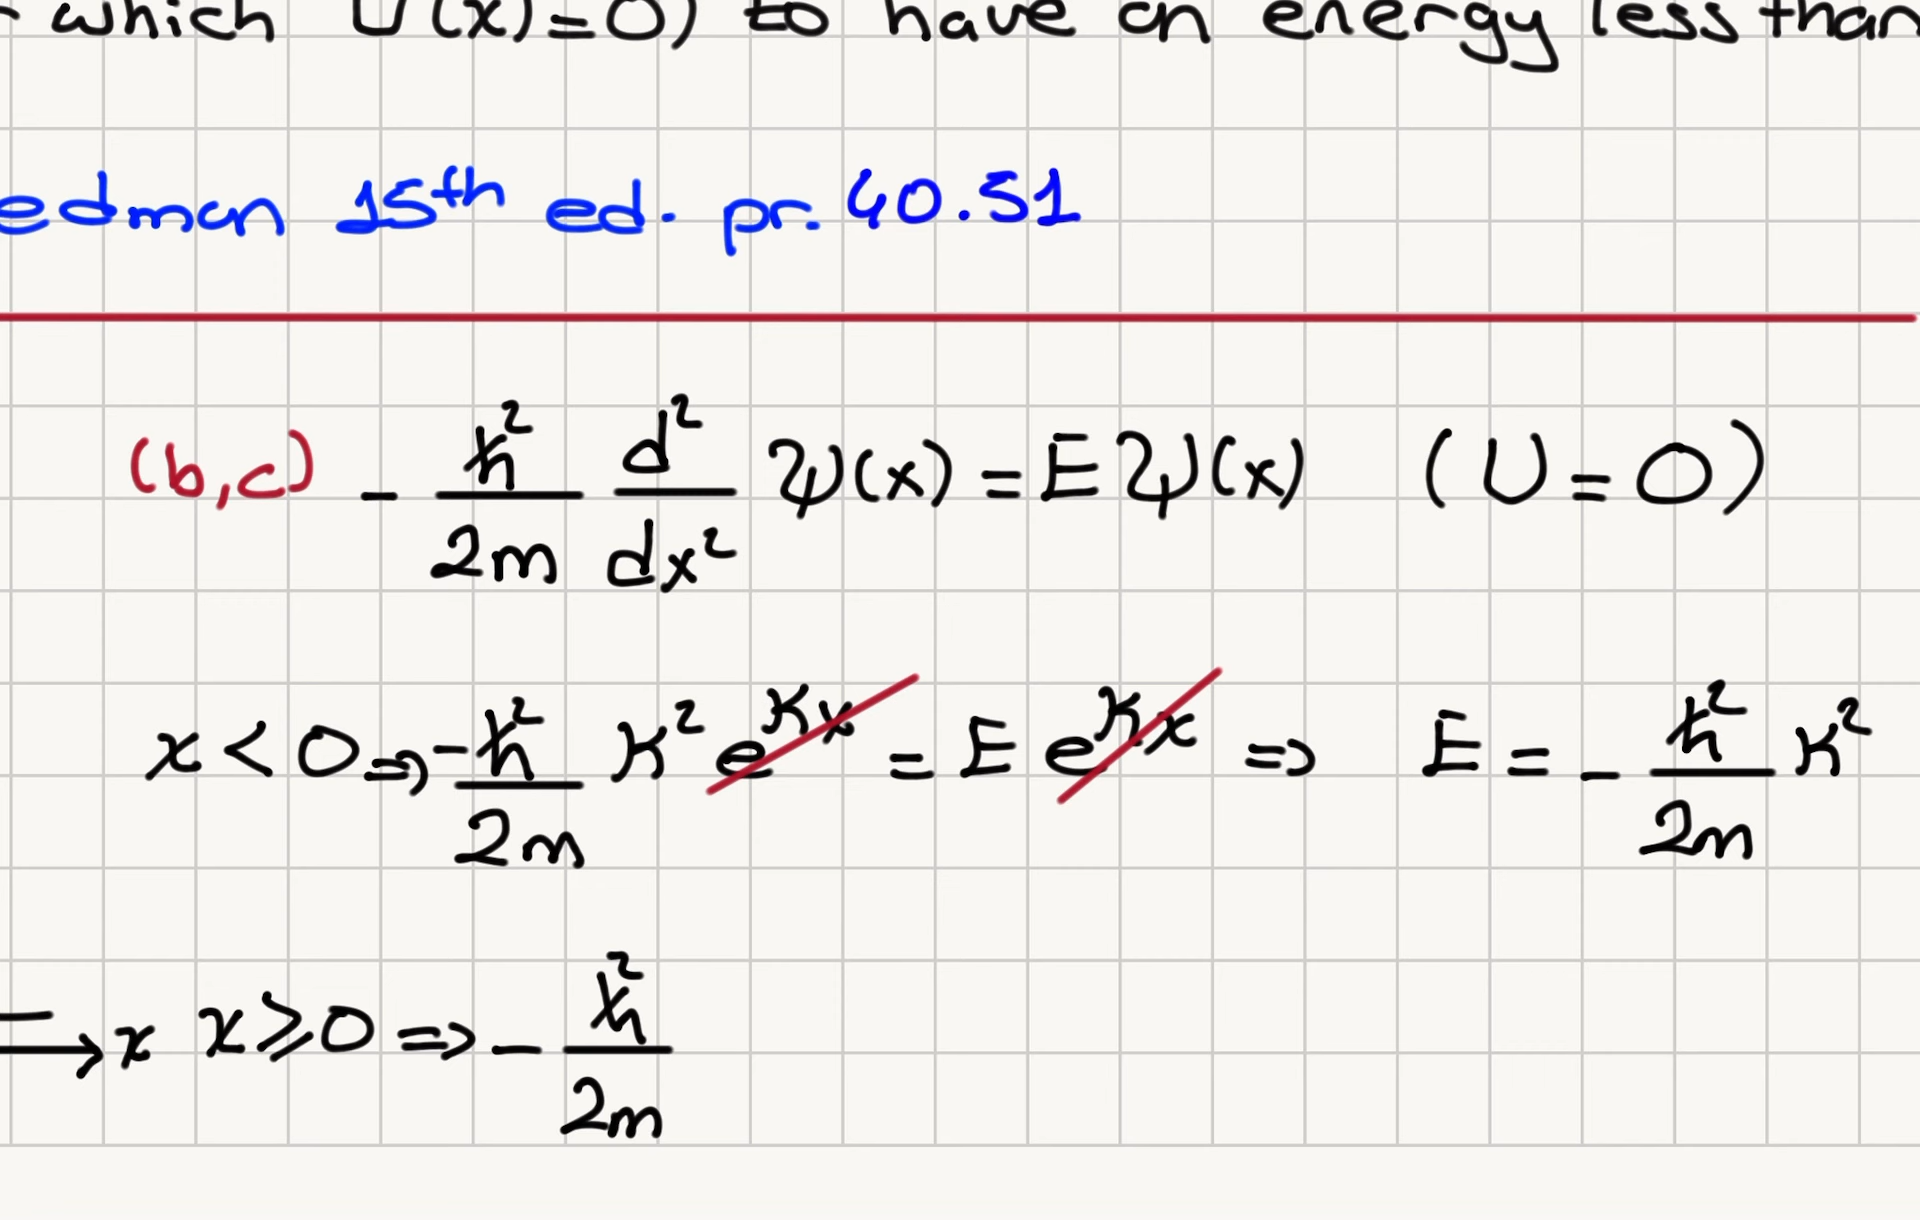 which U(x)=0) to have an energy less than
edman 15th ed. pr. 40.51
(b,c) - ℏ²/2m d²/dx² ψ(x) = E ψ(x) (U = 0)
x < 0 ⇒ - ℏ²/2m κ² e^κx = E e^κx ⇒ E = - ℏ²/2m κ²
x x ⩾ 0 ⇒ - ℏ²/2m